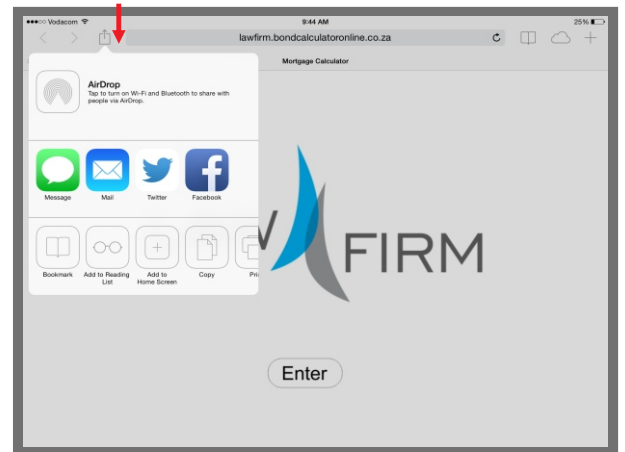 Vodacom 9:44 AM 25%
lawfirm.bondcalculatoronline.co.za
Mortgage Calculator
AirDrop
Tap to turn on Wi-Fi and Bluetooth to share with
people via AirDrop.
Message Mail Twitter Facebook
Bookmark Add to Reading List Add to Home Screen Copy Pri
W FIRM
Enter